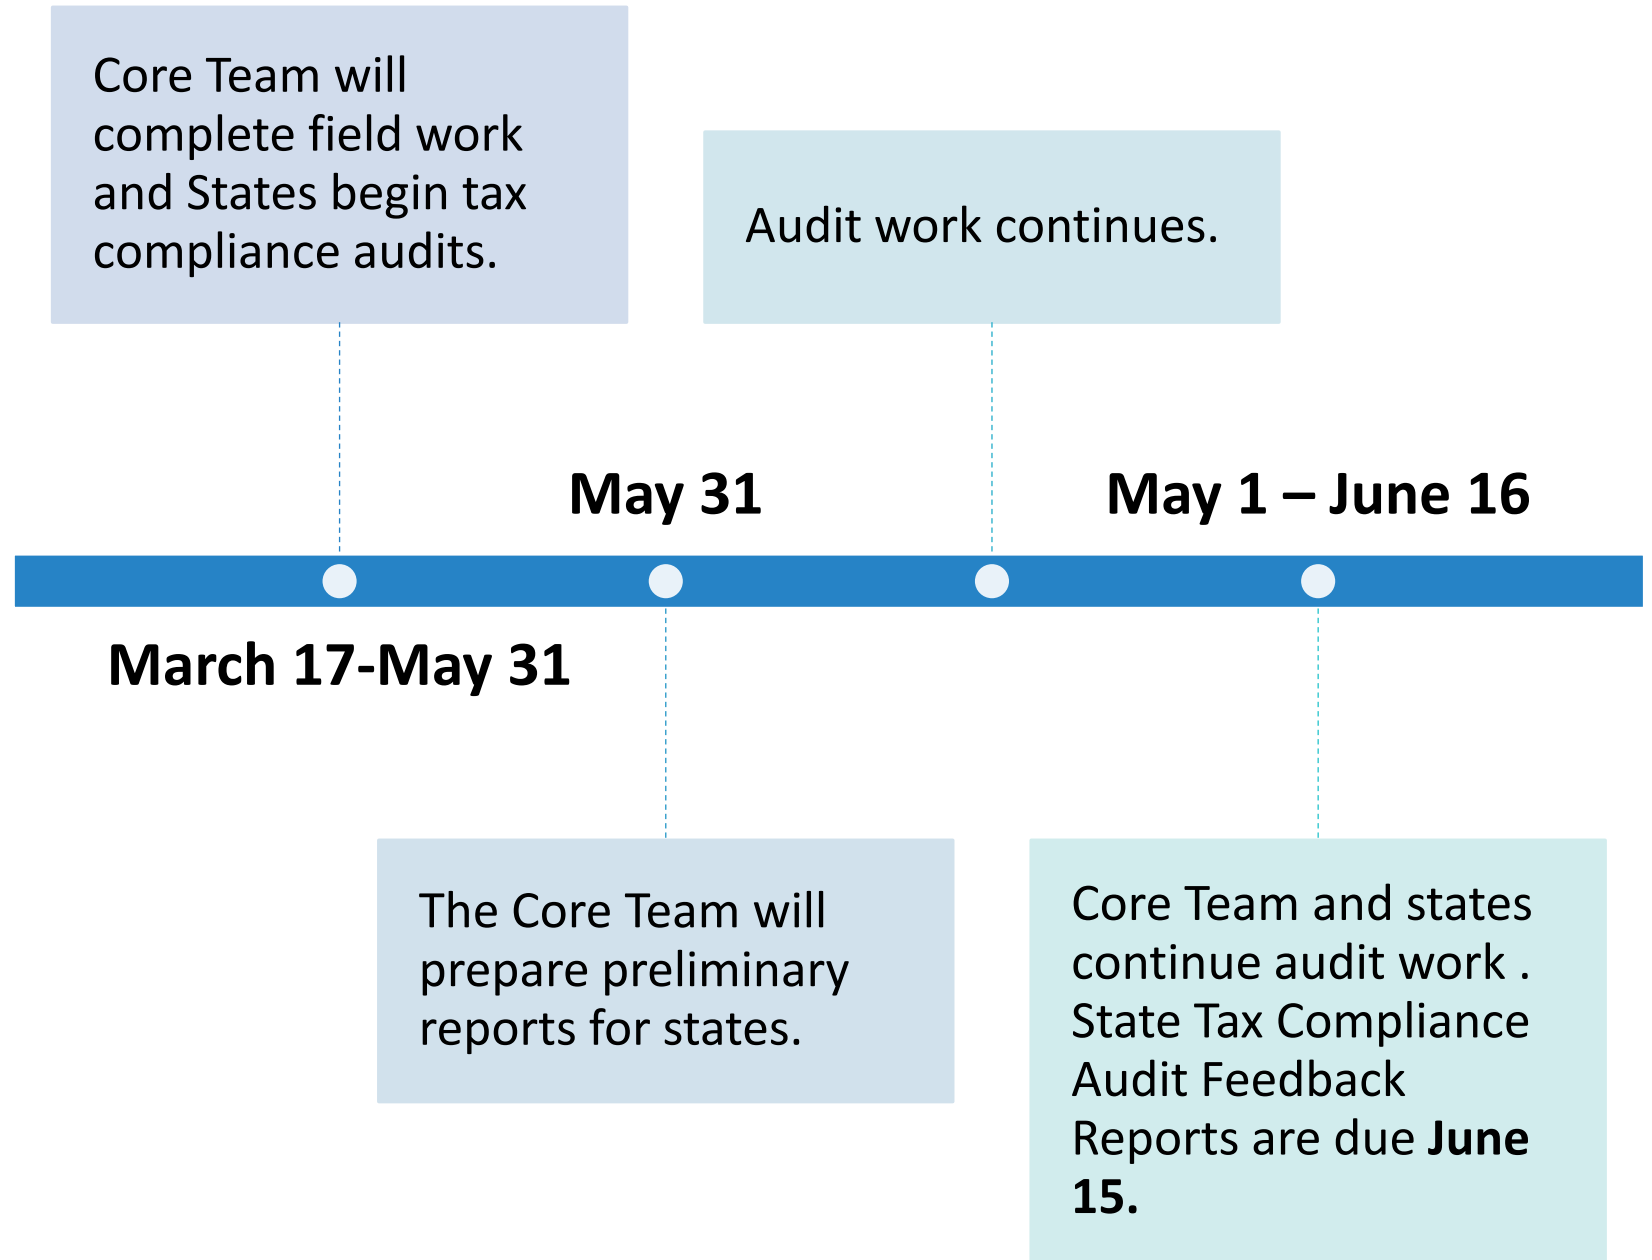 Core Team will
complete field work
and States begin tax
compliance audits.
Audit work continues.
May 31
May 1 – June 16
March 17-May 31
The Core Team will
prepare preliminary
reports for states.
Core Team and states
continue audit work .
State Tax Compliance
Audit Feedback
Reports are due June
15.